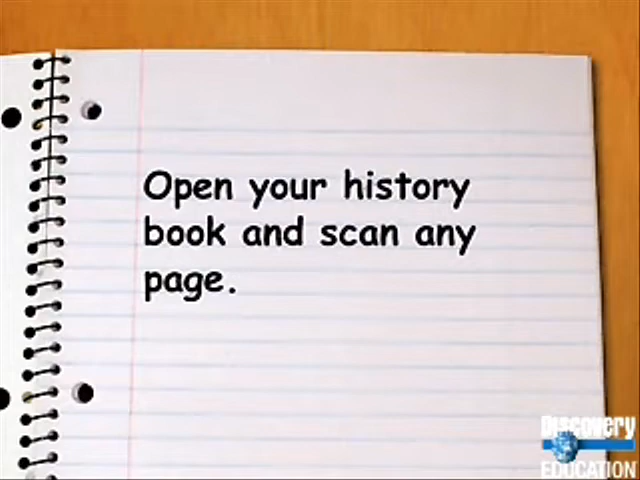 Open your history
book and scan any
page.
Discovery
EDUCATION